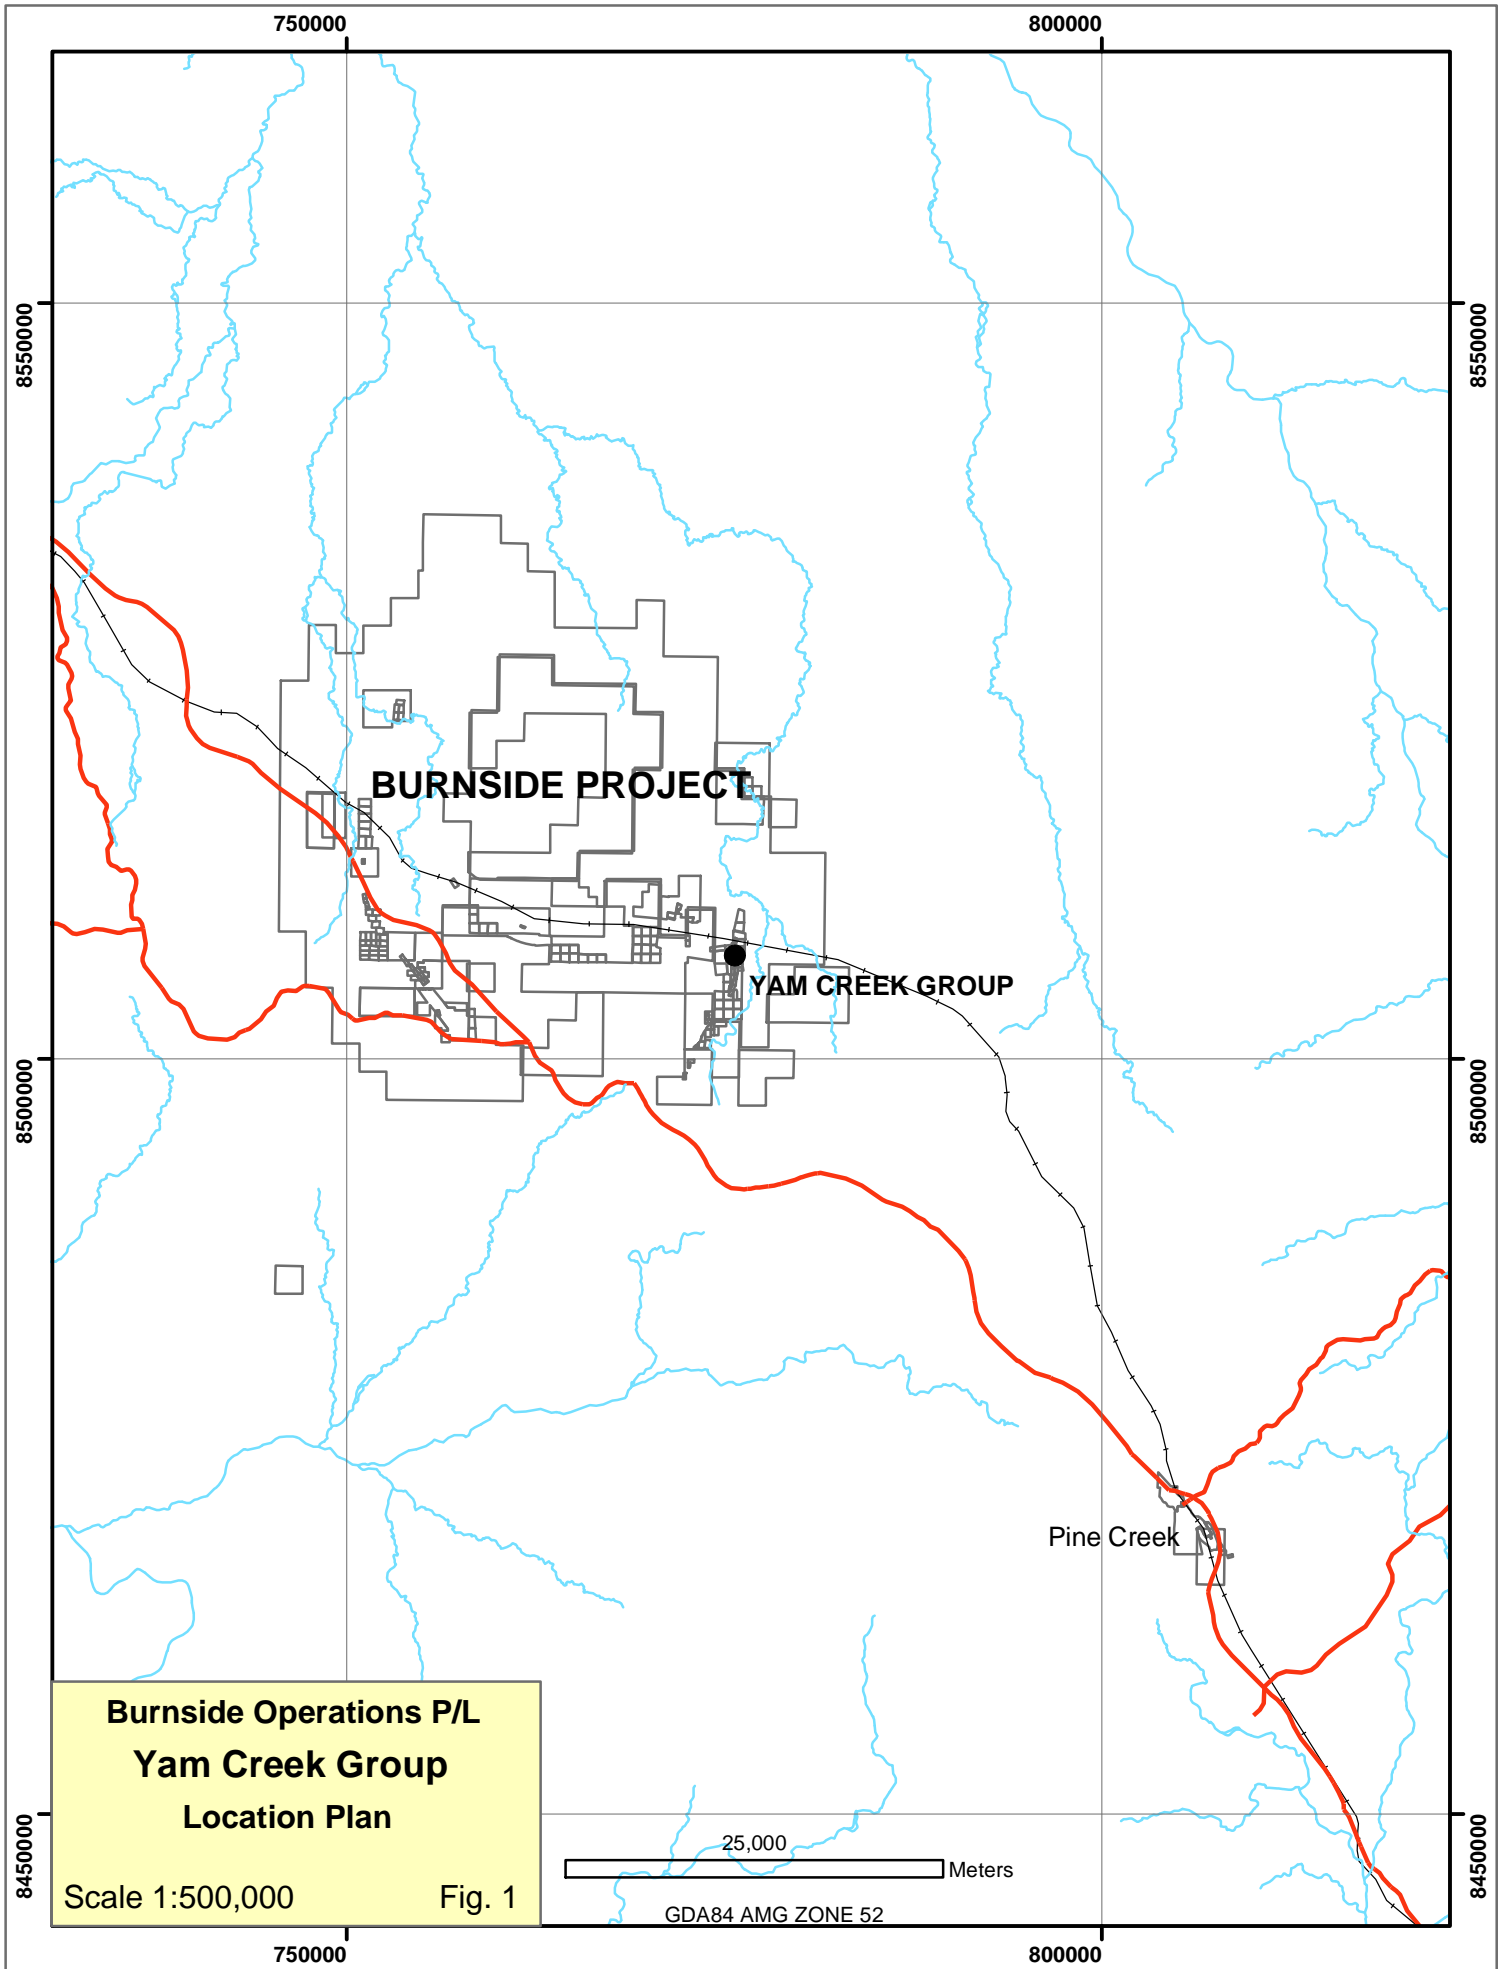 750000
800000
8550000
8550000
BURNSIDE PROJECT
YAM CREEK GROUP
8500000
8500000
Pine Creek
Burnside Operations P/L
Yam Creek Group
Location Plan
Scale 1:500,000
Fig. 1
25,000
Meters
GDA84 AMG ZONE 52
8450000
8450000
750000
800000